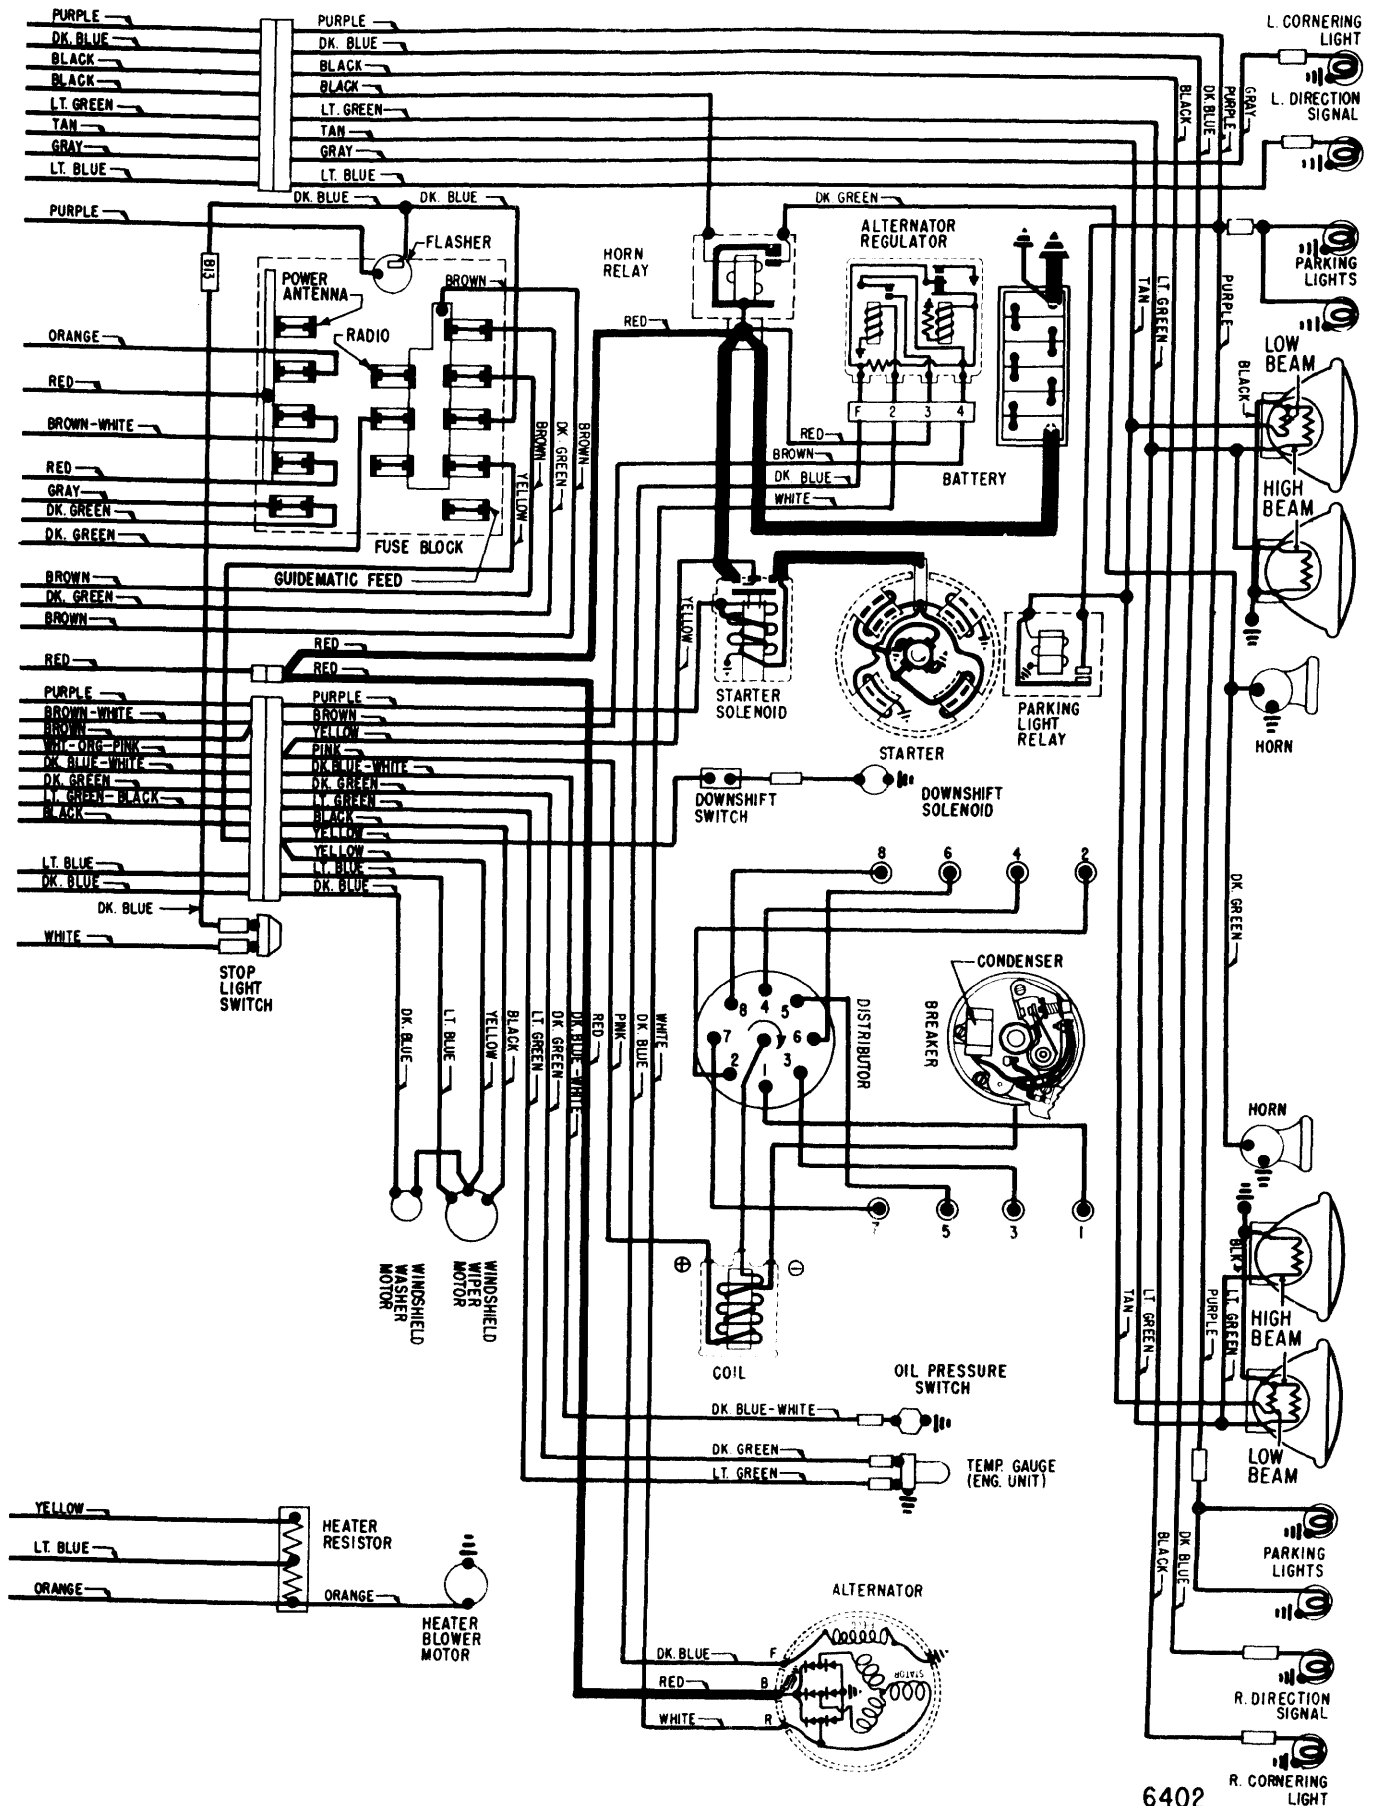 PURPLE
DK. BLUE
BLACK
BLACK
LT. GREEN
TAN
GRAY
LT. BLUE
PURPLE
DK. BLUE
BLACK
BLACK
LT. GREEN
TAN
GRAY
LT. BLUE
L. CORNERING
LIGHT
L. DIRECTION
SIGNAL
BLACK
DK. BLUE
PURPLE
GRAY
PURPLE
DK. BLUE
DK. BLUE
FLASHER
B13
POWER
ANTENNA
BROWN
RADIO
ORANGE
RED
BROWN-WHITE
RED
GRAY
DK. GREEN
DK. GREEN
FUSE BLOCK
GUIDEMATIC FEED
BROWN
DK. GREEN
BROWN
YELLOW
BROWN
DK. GREEN
BROWN
HORN
RELAY
RED
DK GREEN
ALTERNATOR
REGULATOR
F 2 3 4
RED
BROWN
DK BLUE
WHITE
BATTERY
PARKING
LIGHTS
TAN
LT GREEN
PURPLE
BLACK
LOW
BEAM
HIGH
BEAM
RED
RED
RED
YELLOW
STARTER
SOLENOID
STARTER
PARKING
LIGHT
RELAY
HORN
PURPLE
BROWN-WHITE
BROWN
WHT-ORG-PINK
DK. BLUE-WHITE
DK. GREEN
LT. GREEN-BLACK
BLACK
LT. BLUE
DK. BLUE
PURPLE
BROWN
YELLOW
PINK
DK.BLUE-WHITE
DK. GREEN
LT. GREEN
BLACK
YELLOW
YELLOW
LT. BLUE
DK. BLUE
DOWNSHIFT
SWITCH
DOWNSHIFT
SOLENOID
DK. BLUE
WHITE
STOP
LIGHT
SWITCH
8 6 4 2
DK. GREEN
CONDENSER
BREAKER
DISTRIBUTOR
8 4 5
7 6
2 3
1
DK. BLUE
LT. BLUE
YELLOW
BLACK
LT. GREEN
DK. GREEN
DK. BLUE-WHITE
RED
PINK
DK. BLUE
WHITE
7 5 3 1
HORN
WINDSHIELD
WASHER
MOTOR
WINDSHIELD
WIPER
MOTOR
+
-
COIL
BLK
TAN
LT GREEN
PURPLE
LT. GREEN
HIGH
BEAM
LOW
BEAM
OIL PRESSURE
SWITCH
DK. BLUE-WHITE
DK. GREEN
LT. GREEN
TEMP. GAUGE
(ENG. UNIT)
YELLOW
LT. BLUE
ORANGE
HEATER
RESISTOR
ORANGE
HEATER
BLOWER
MOTOR
BLACK
DK BLUE
PARKING
LIGHTS
ALTERNATOR
DK.BLUE F
RED B
WHITE R
STATOR
R. DIRECTION
SIGNAL
R. CORNERING
LIGHT
6402